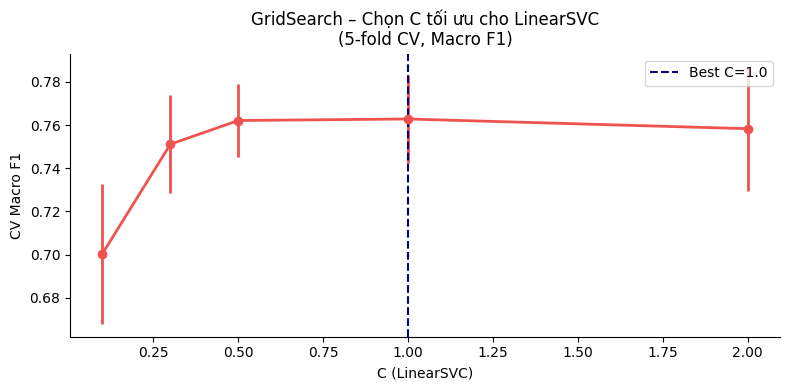 GridSearch – Chọn C tối ưu cho LinearSVC
(5-fold CV, Macro F1)
Best C=1.0
CV Macro F1
0.78
0.76
0.74
0.72
0.70
0.68
0.25 0.50 0.75 1.00 1.25 1.50 1.75 2.00
C (LinearSVC)